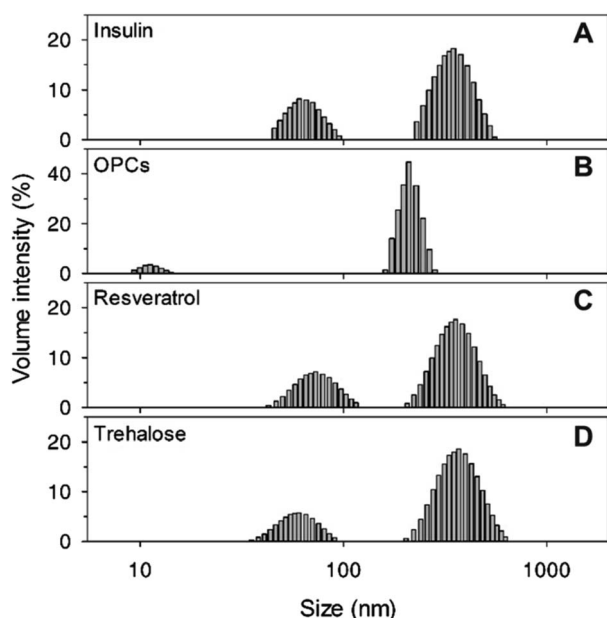 Insulin A
20
10
0
OPCs B
40
20
0
Resveratrol C
20
10
0
Trehalose D
20
10
0
10 100 1000
Size (nm)
Volume intensity (%)